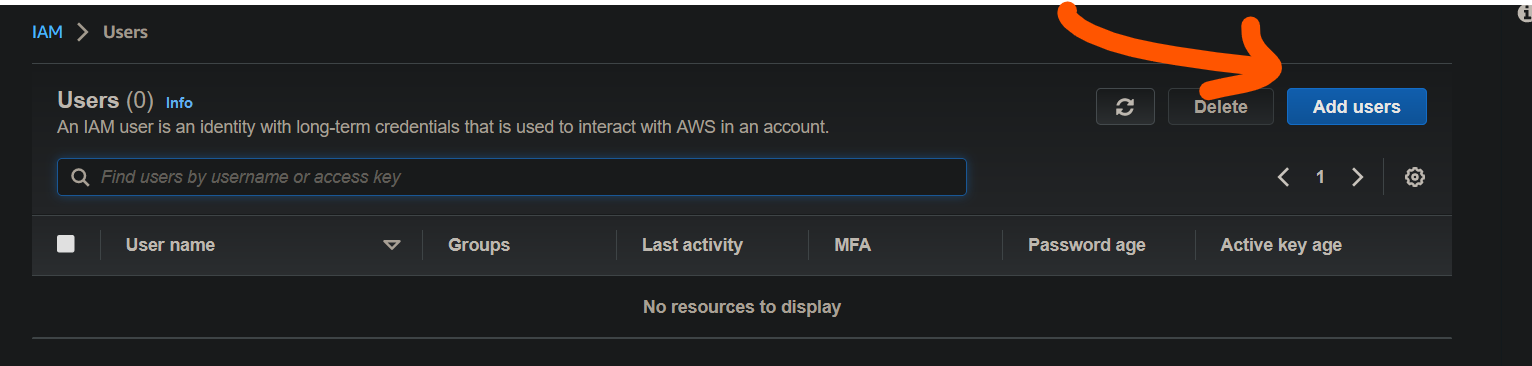 IAM > Users
Users (0) Info
Delete
Add users
An IAM user is an identity with long-term credentials that is used to interact with AWS in an account.
Find users by username or access key
1
User name Groups Last activity MFA Password age Active key age
No resources to display